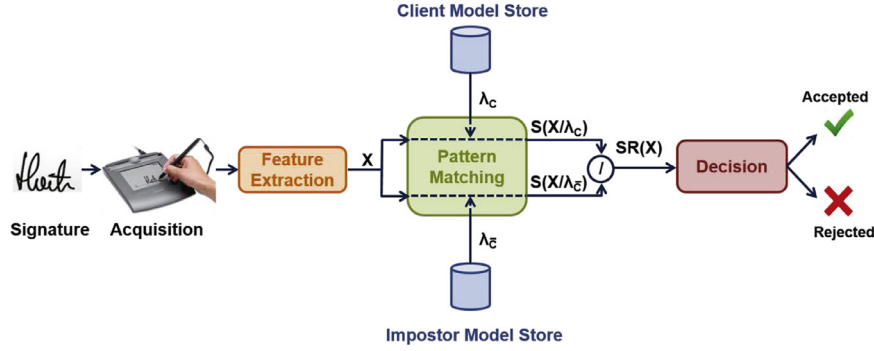 Client Model Store
λC
Accepted
S(X/λC)
SR(X)
Feature
Extraction
X
Pattern
Matching
/
Decision
S(X/λC̅)
Signature
Acquisition
λC̅
Rejected
Impostor Model Store